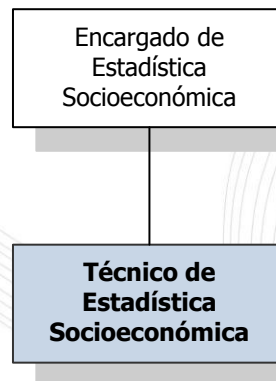 Encargado de
Estadística
Socioeconómica
Técnico de
Estadística
Socioeconómica